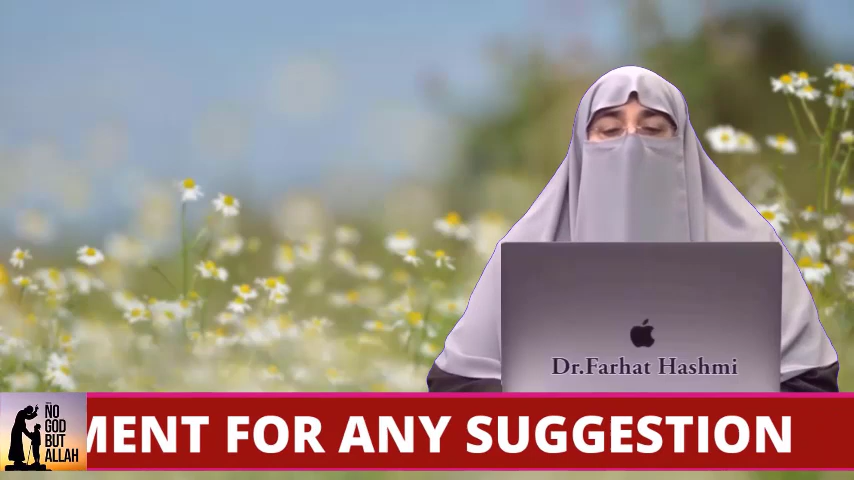 Dr.Farhat Hashmi
MENT FOR ANY SUGGESTION
NO
GOD
BUT
ALLAH